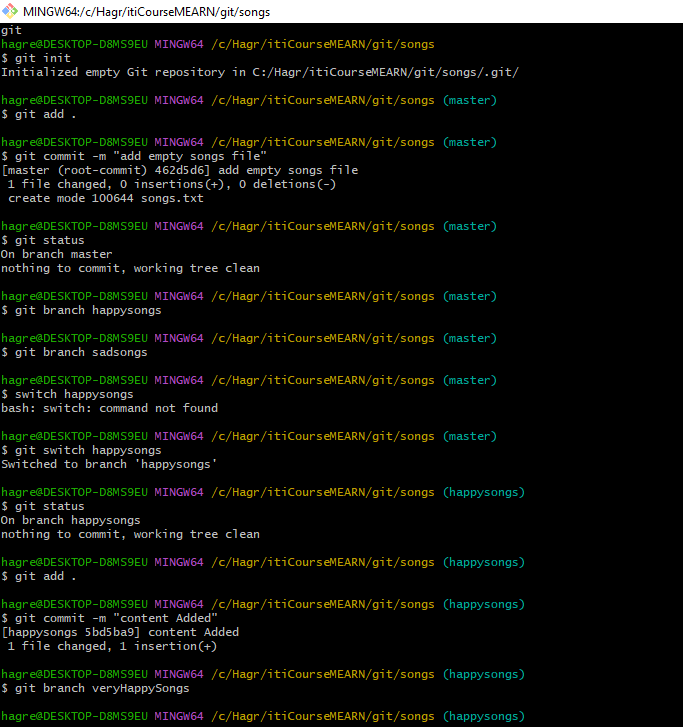 MINGW64:/c/Hagr/itiCourseMEARN/git/songs
git
hagre@DESKTOP-D8MS9EU MINGW64 /c/Hagr/itiCourseMEARN/git/songs
$ git init
Initialized empty Git repository in C:/Hagr/itiCourseMEARN/git/songs/.git/
hagre@DESKTOP-D8MS9EU MINGW64 /c/Hagr/itiCourseMEARN/git/songs (master)
$ git add .
hagre@DESKTOP-D8MS9EU MINGW64 /c/Hagr/itiCourseMEARN/git/songs (master)
$ git commit -m "add empty songs file"
[master (root-commit) 462d5d6] add empty songs file
 1 file changed, 0 insertions(+), 0 deletions(-)
 create mode 100644 songs.txt
hagre@DESKTOP-D8MS9EU MINGW64 /c/Hagr/itiCourseMEARN/git/songs (master)
$ git status
On branch master
nothing to commit, working tree clean
hagre@DESKTOP-D8MS9EU MINGW64 /c/Hagr/itiCourseMEARN/git/songs (master)
$ git branch happysongs
hagre@DESKTOP-D8MS9EU MINGW64 /c/Hagr/itiCourseMEARN/git/songs (master)
$ git branch sadsongs
hagre@DESKTOP-D8MS9EU MINGW64 /c/Hagr/itiCourseMEARN/git/songs (master)
$ switch happysongs
bash: switch: command not found
hagre@DESKTOP-D8MS9EU MINGW64 /c/Hagr/itiCourseMEARN/git/songs (master)
$ git switch happysongs
Switched to branch 'happysongs'
hagre@DESKTOP-D8MS9EU MINGW64 /c/Hagr/itiCourseMEARN/git/songs (happysongs)
$ git status
On branch happysongs
nothing to commit, working tree clean
hagre@DESKTOP-D8MS9EU MINGW64 /c/Hagr/itiCourseMEARN/git/songs (happysongs)
$ git add .
hagre@DESKTOP-D8MS9EU MINGW64 /c/Hagr/itiCourseMEARN/git/songs (happysongs)
$ git commit -m "content Added"
[happysongs 5bd5ba9] content Added
 1 file changed, 1 insertion(+)
hagre@DESKTOP-D8MS9EU MINGW64 /c/Hagr/itiCourseMEARN/git/songs (happysongs)
$ git branch veryHappySongs
hagre@DESKTOP-D8MS9EU MINGW64 /c/Hagr/itiCourseMEARN/git/songs (happysongs)